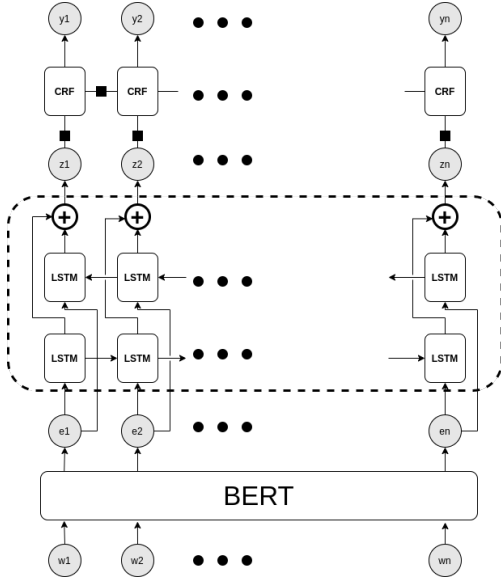 y1 y2 yn
CRF CRF CRF
z1 z2 zn
+ + +
LSTM LSTM LSTM
LSTM LSTM LSTM
e1 e2 en
BERT
w1 w2 wn